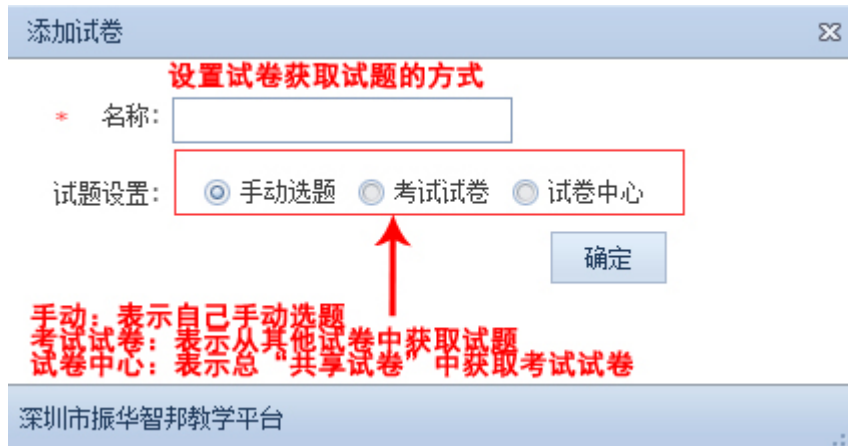 添加试卷
设置试卷获取试题的方式
* 名称:
试题设置: 手动选题 考试试卷 试卷中心
确定
手动：表示自己手动选题
考试试卷：表示从其他试卷中获取试题
试卷中心：表示总“共享试卷”中获取考试试卷
深圳市振华智邦教学平台